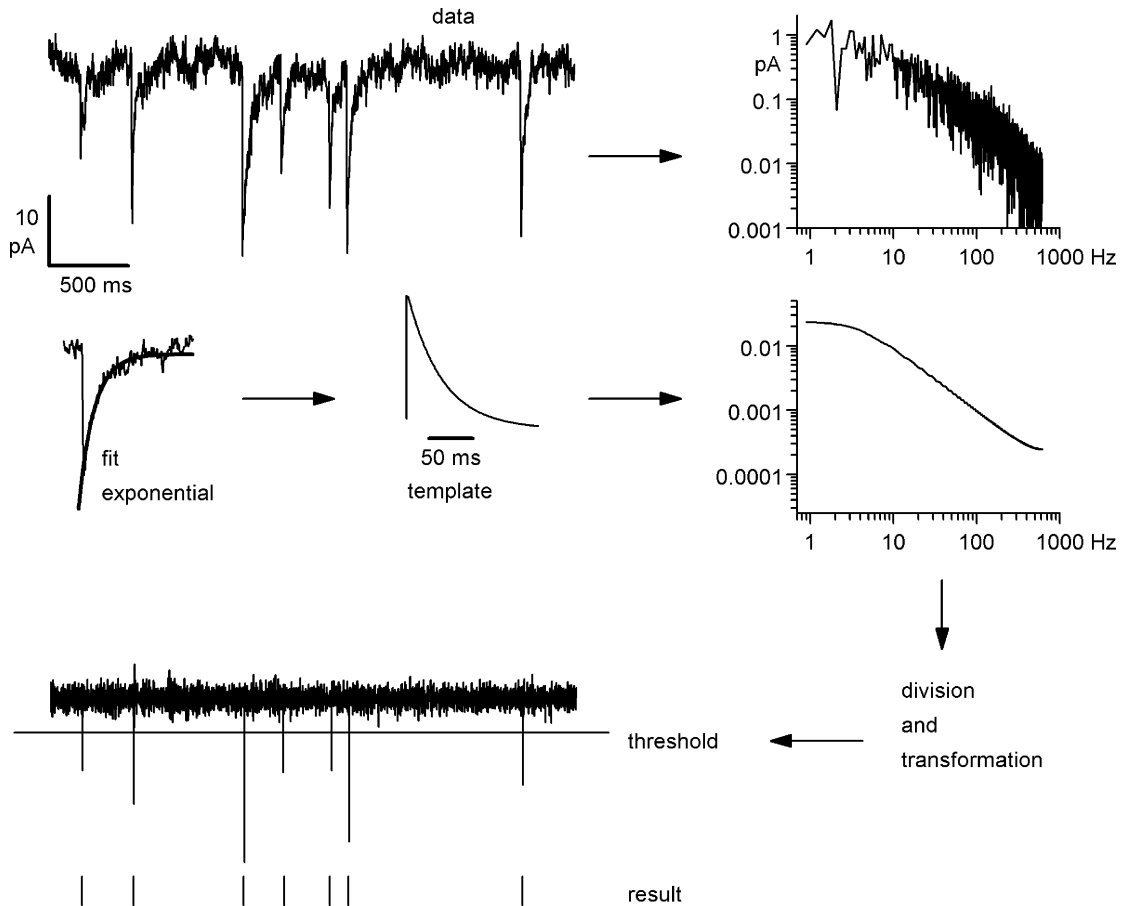 data
10
pA
500 ms
1
pA
0.1
0.01
0.001
1 10 100 1000 Hz
fit
exponential
50 ms
template
0.01
0.001
0.0001
1 10 100 1000 Hz
division
and
transformation
threshold
result